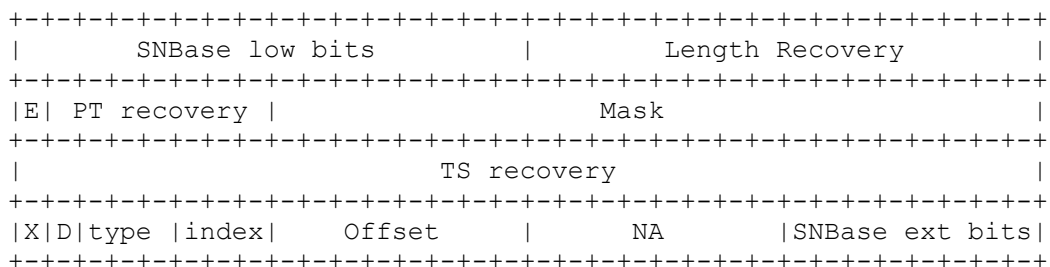 +-+-+-+-+-+-+-+-+-+-+-+-+-+-+-+-+-+-+-+-+-+-+-+-+-+-+-+-+-+-+-+-+
|       SNBase low bits         |        Length Recovery        |
+-+-+-+-+-+-+-+-+-+-+-+-+-+-+-+-+-+-+-+-+-+-+-+-+-+-+-+-+-+-+-+-+
|E| PT recovery |                    Mask                       |
+-+-+-+-+-+-+-+-+-+-+-+-+-+-+-+-+-+-+-+-+-+-+-+-+-+-+-+-+-+-+-+-+
|                          TS recovery                          |
+-+-+-+-+-+-+-+-+-+-+-+-+-+-+-+-+-+-+-+-+-+-+-+-+-+-+-+-+-+-+-+-+
|X|D|type |index|    Offset     |      NA       |SNBase ext bits|
+-+-+-+-+-+-+-+-+-+-+-+-+-+-+-+-+-+-+-+-+-+-+-+-+-+-+-+-+-+-+-+-+